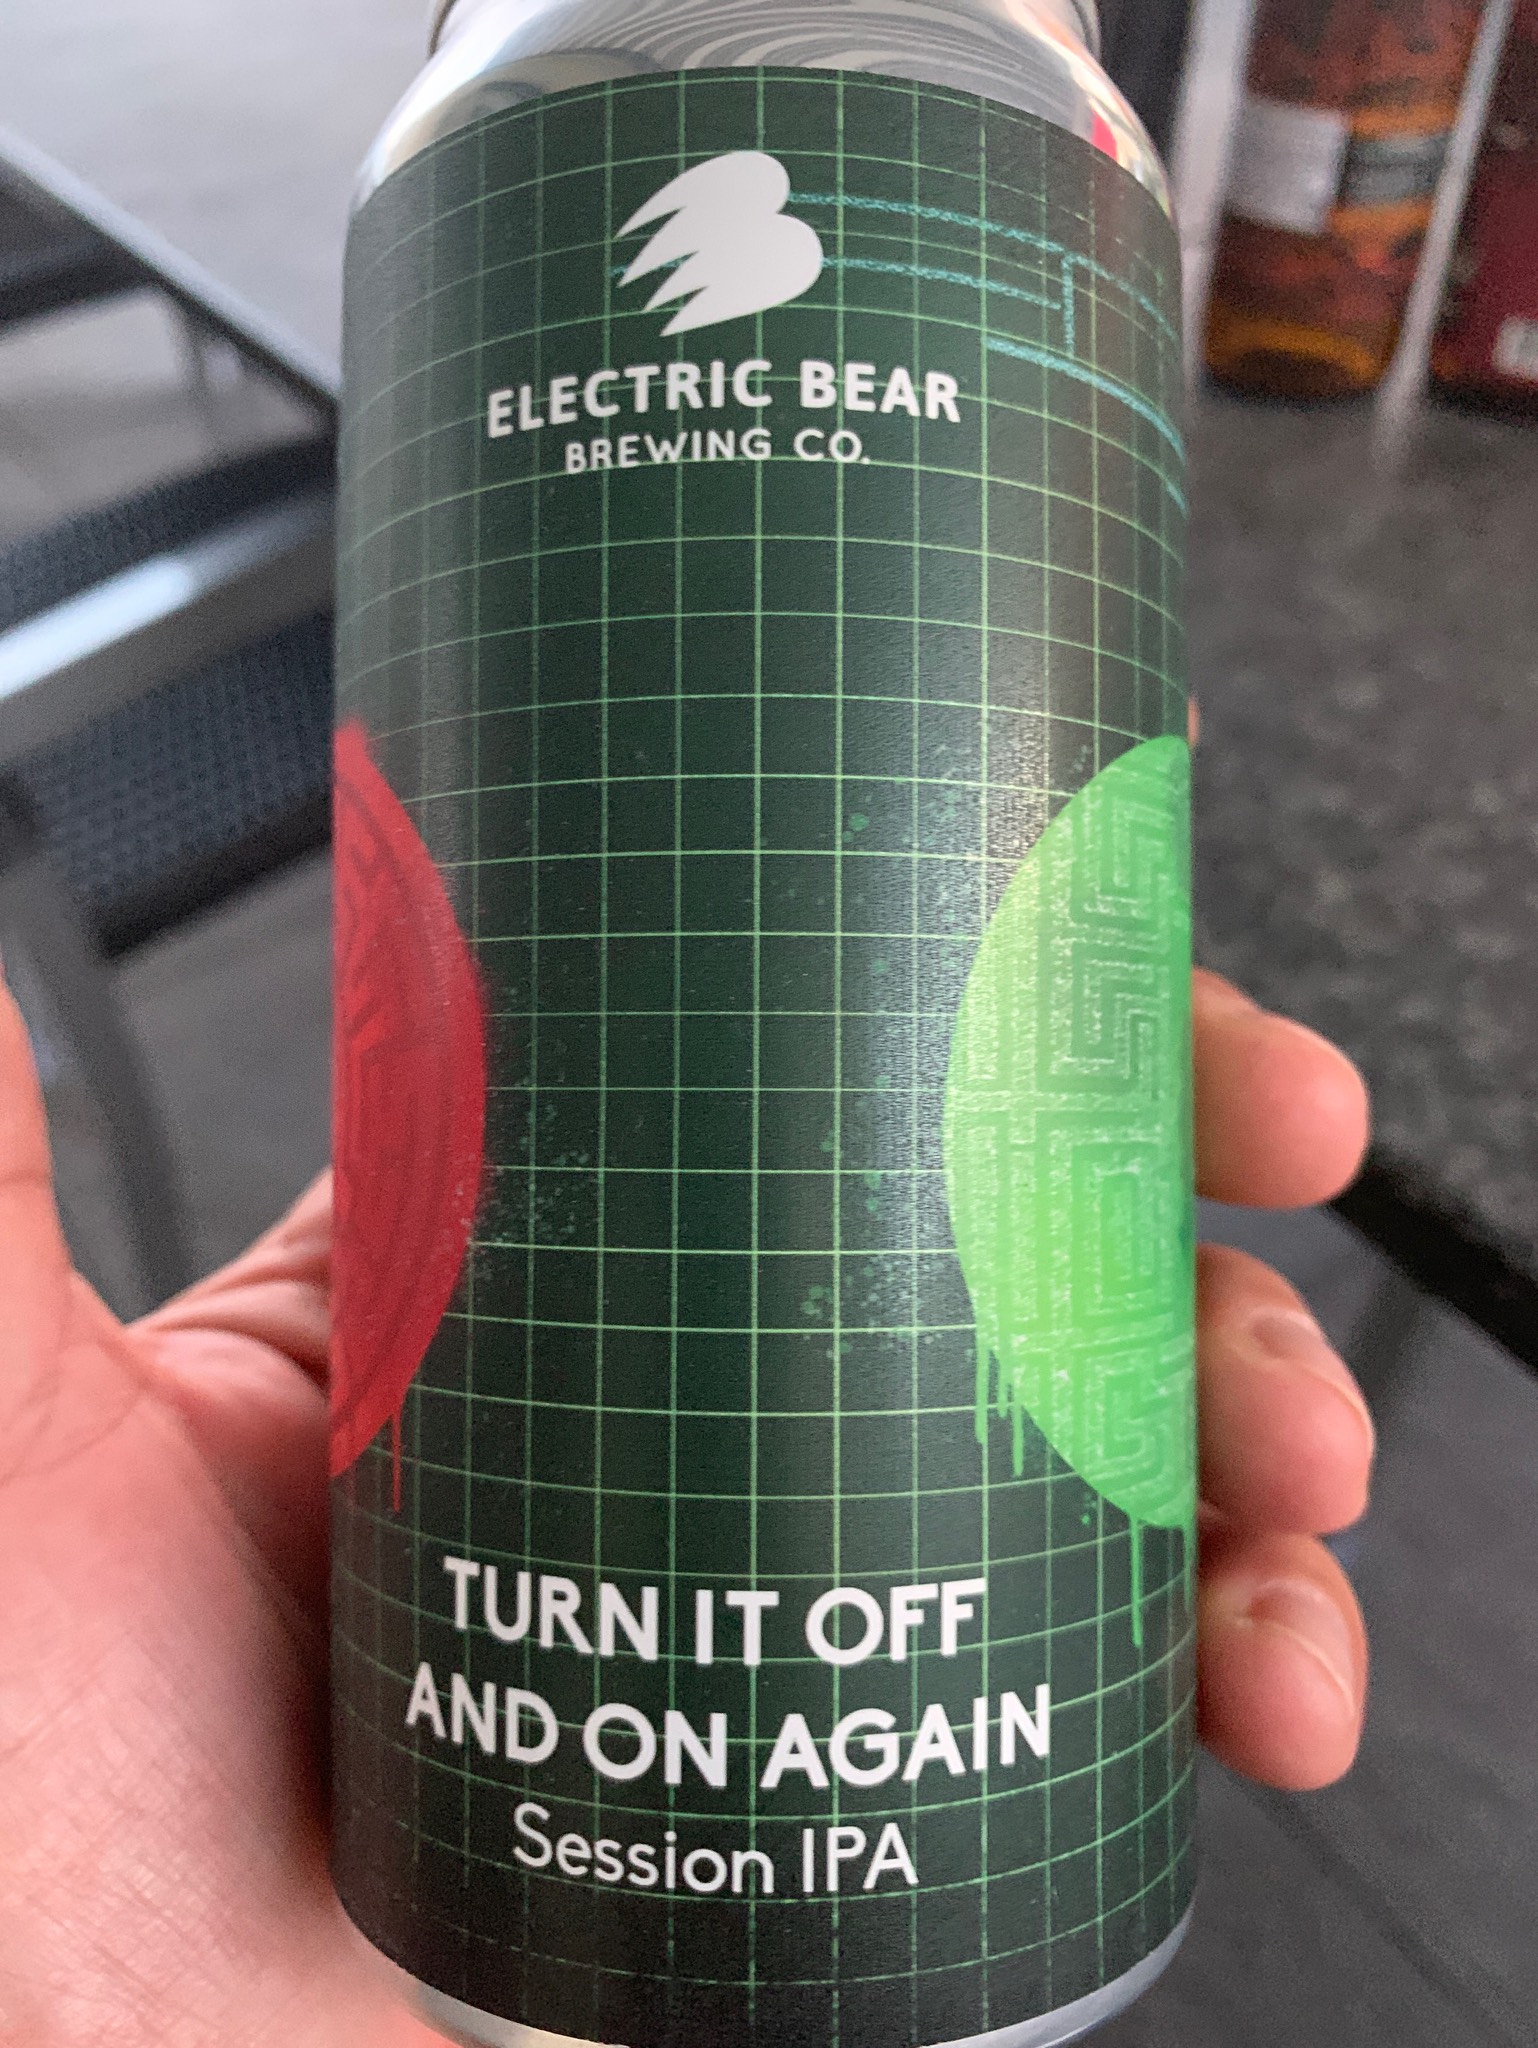 ELECTRIC BEAR
BREWING CO.
TURN IT OFF
AND ON AGAIN
Session IPA